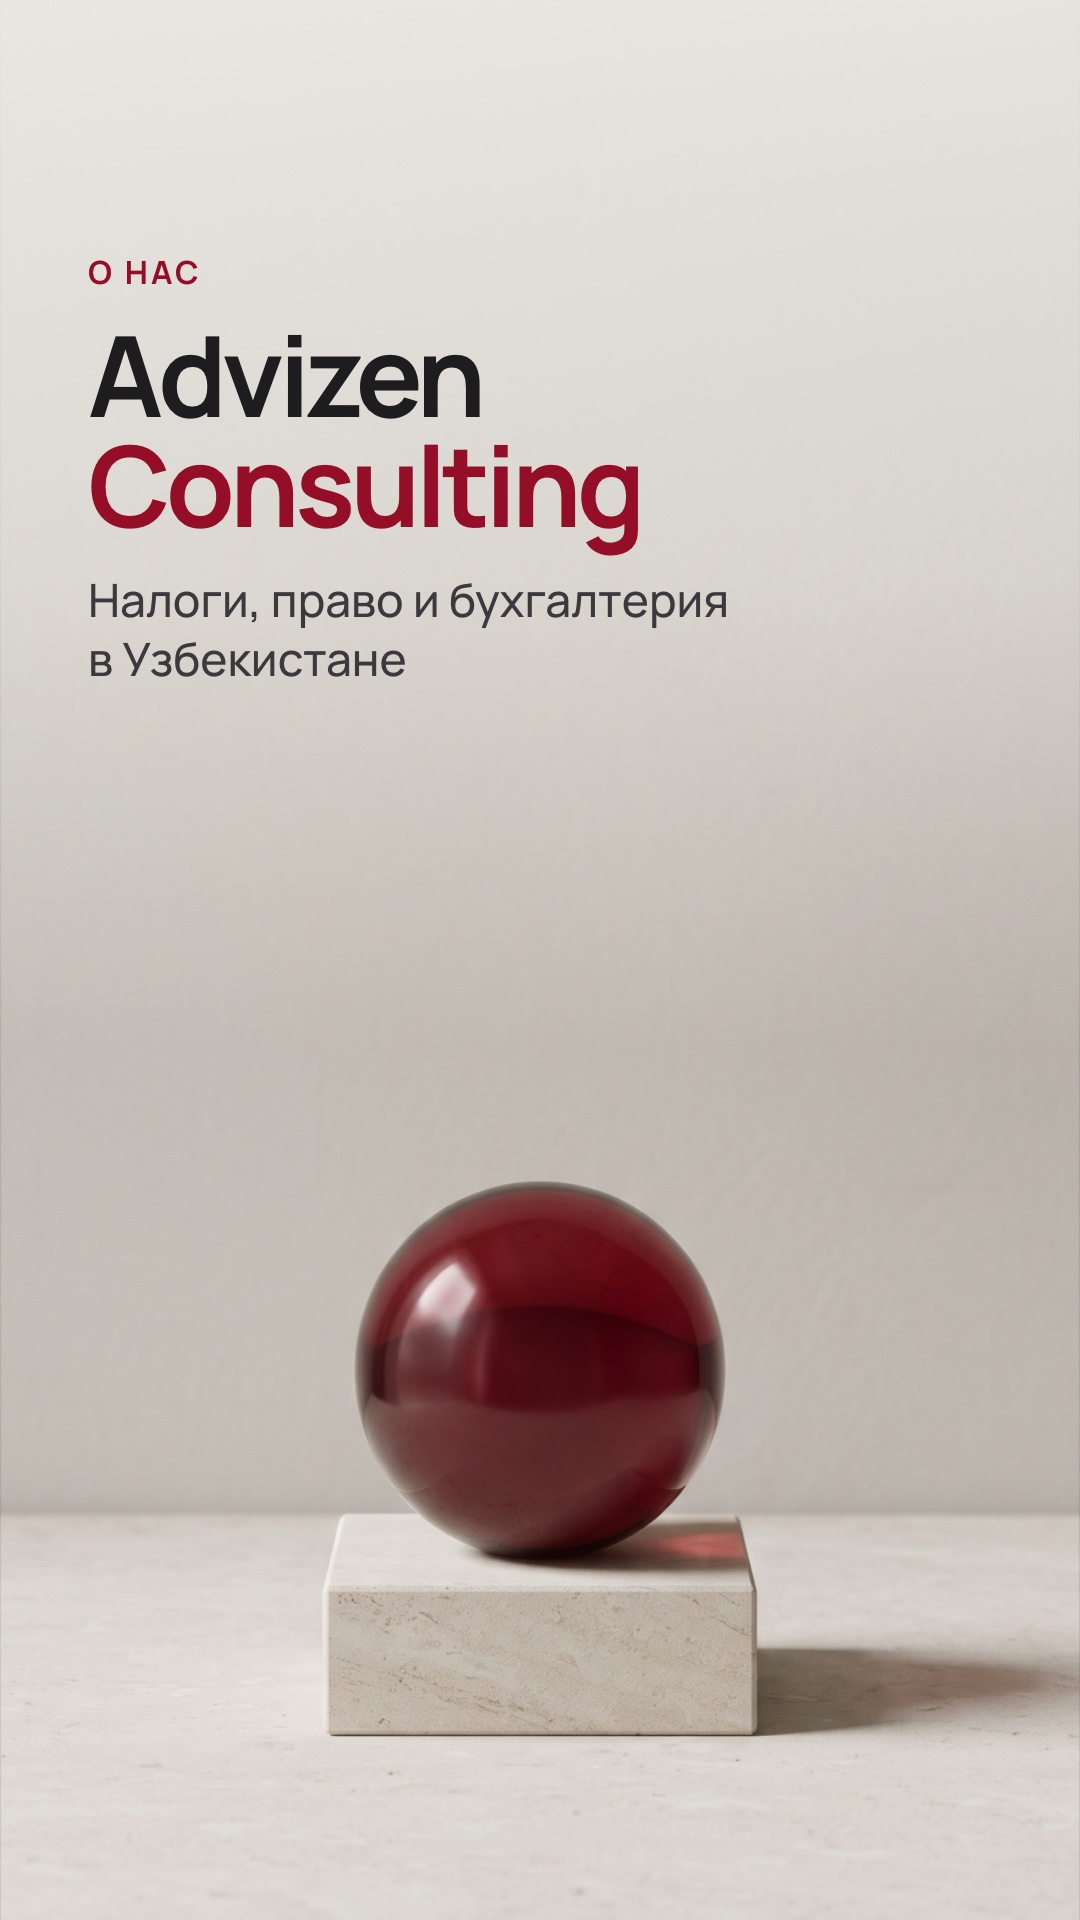 О НАС
Advizen
Consulting
Налоги, право и бухгалтерия
в Узбекистане